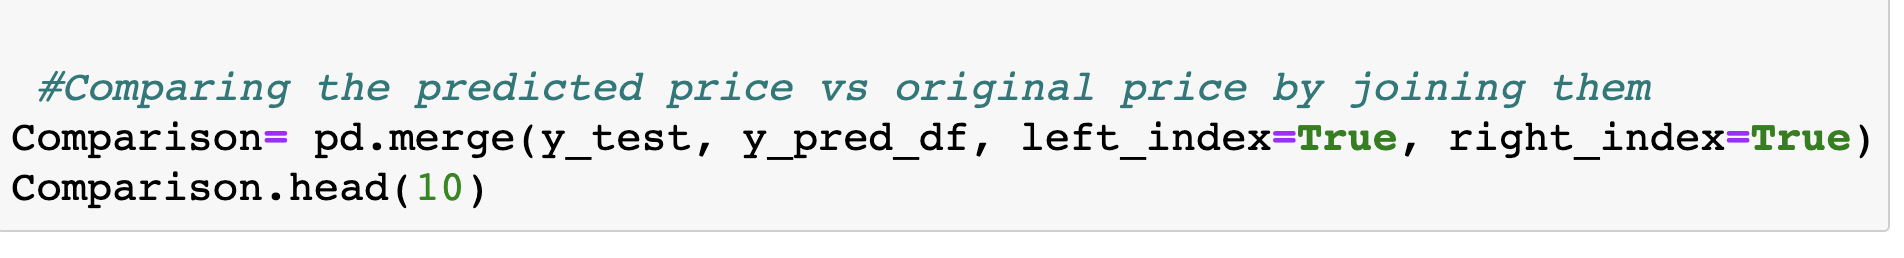 #Comparing the predicted price vs original price by joining them
Comparison= pd.merge(y_test, y_pred_df, left_index=True, right_index=True)
Comparison.head(10)